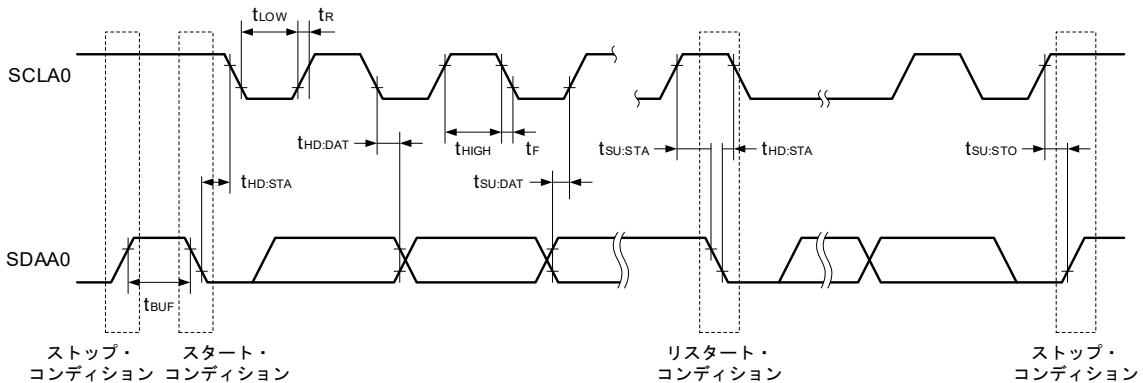 tLOW
tR
SCLA0
tHD:DAT
tHIGH
tF
tSU:STA
tHD:STA
tSU:STO
tHD:STA
tSU:DAT
SDAA0
tBUF
ストップ・
コンディション
スタート・
コンディション
リスタート・
コンディション
ストップ・
コンディション